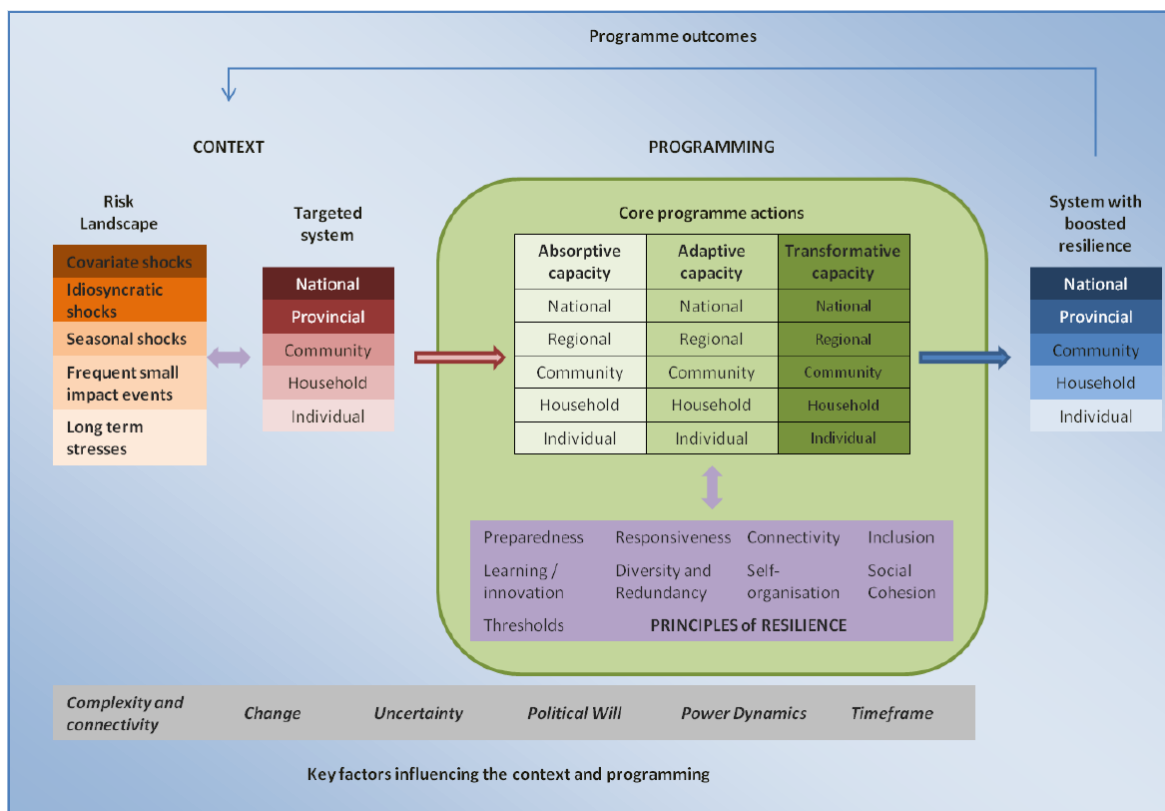 Programme outcomes
CONTEXT
PROGRAMMING
Risk
Landscape
Covariate shocks
Idiosyncratic
shocks
Seasonal shocks
Frequent small
impact events
Long term
stresses
Targeted
system
National
Provincial
Community
Household
Individual
Core programme actions
Absorptive
capacity
Adaptive
capacity
Transformative
capacity
National
National
National
Regional
Regional
Regional
Community
Community
Community
Household
Household
Household
Individual
Individual
Individual
Preparedness
Responsiveness
Connectivity
Inclusion
Learning /
innovation
Diversity and
Redundancy
Self-
organisation
Social
Cohesion
Thresholds
PRINCIPLES of RESILIENCE
System with
boosted
resilience
National
Provincial
Community
Household
Individual
Complexity and
connectivity
Change
Uncertainty
Political Will
Power Dynamics
Timeframe
Key factors influencing the context and programming